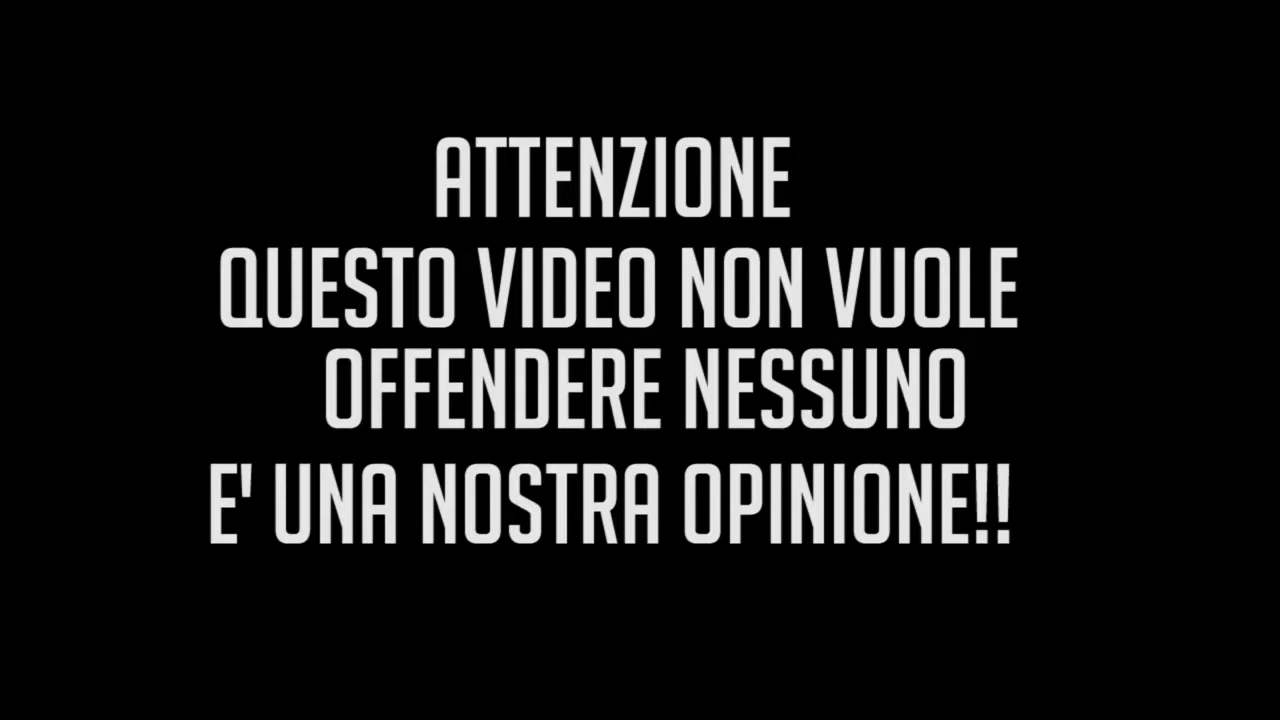 ATTENZIONE
QUESTO VIDEO NON VUOLE
OFFENDERE NESSUNO
E' UNA NOSTRA OPINIONE!!